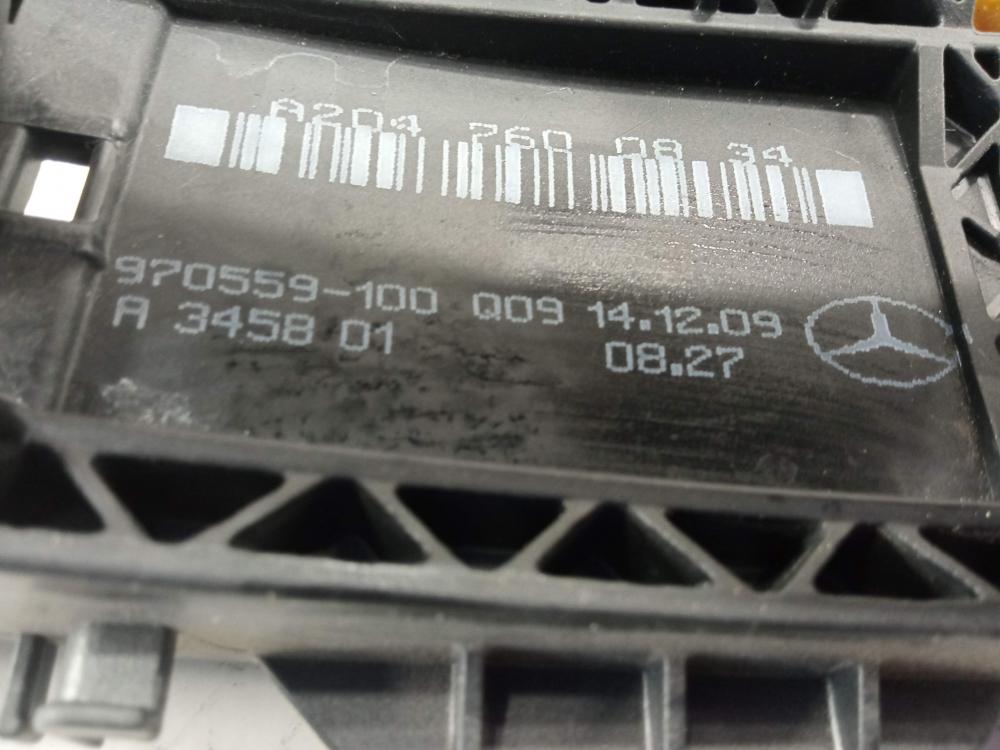 A204 760 08 34
970559-100 Q09 14.12.09
A 3458 01 08.27